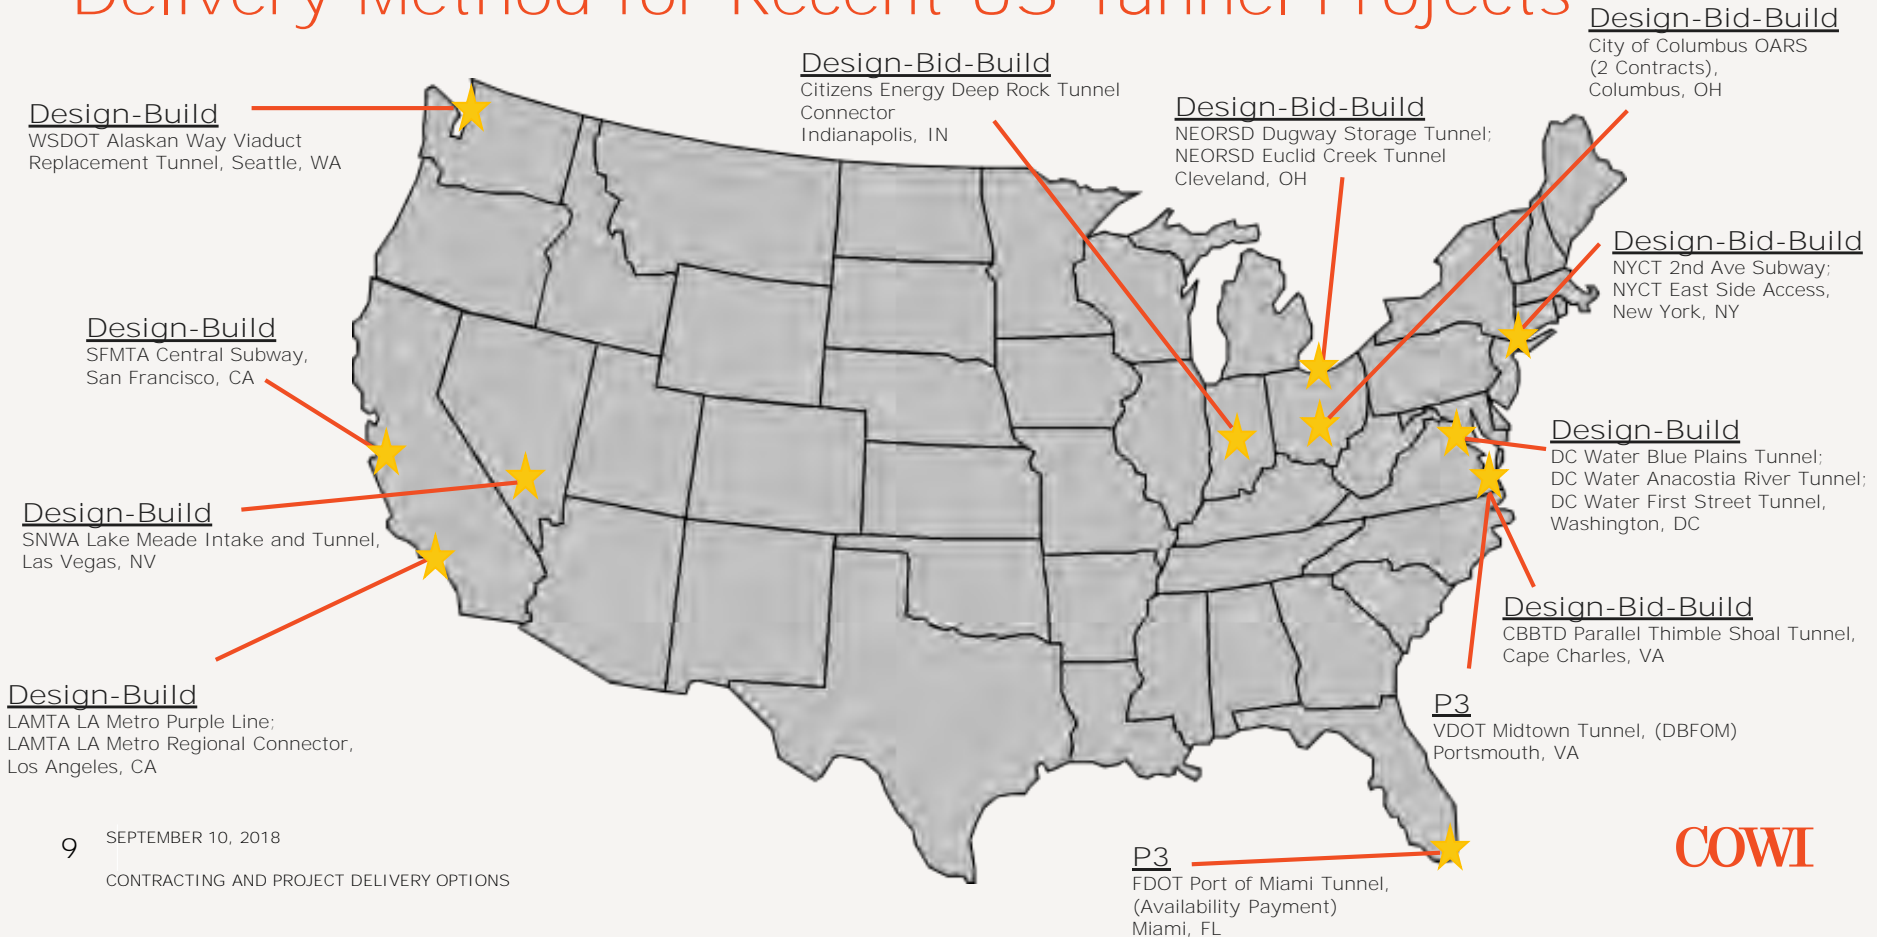 Delivery Method for Recent US Tunnel Projects
Design-Bid-Build
City of Columbus OARS
(2 Contracts),
Columbus, OH
Design-Bid-Build
Citizens Energy Deep Rock Tunnel
Connector
Indianapolis, IN
Design-Bid-Build
NEORSD Dugway Storage Tunnel;
NEORSD Euclid Creek Tunnel
Cleveland, OH
Design-Build
WSDOT Alaskan Way Viaduct
Replacement Tunnel, Seattle, WA
Design-Bid-Build
NYCT 2nd Ave Subway;
NYCT East Side Access,
New York, NY
Design-Build
SFMTA Central Subway,
San Francisco, CA
Design-Build
DC Water Blue Plains Tunnel;
DC Water Anacostia River Tunnel;
DC Water First Street Tunnel,
Washington, DC
Design-Build
SNWA Lake Meade Intake and Tunnel,
Las Vegas, NV
Design-Bid-Build
CBBTD Parallel Thimble Shoal Tunnel,
Cape Charles, VA
Design-Build
LAMTA LA Metro Purple Line;
LAMTA LA Metro Regional Connector,
Los Angeles, CA
P3
VDOT Midtown Tunnel, (DBFOM)
Portsmouth, VA
P3
FDOT Port of Miami Tunnel,
(Availability Payment)
Miami, FL
9
SEPTEMBER 10, 2018
CONTRACTING AND PROJECT DELIVERY OPTIONS
COWI